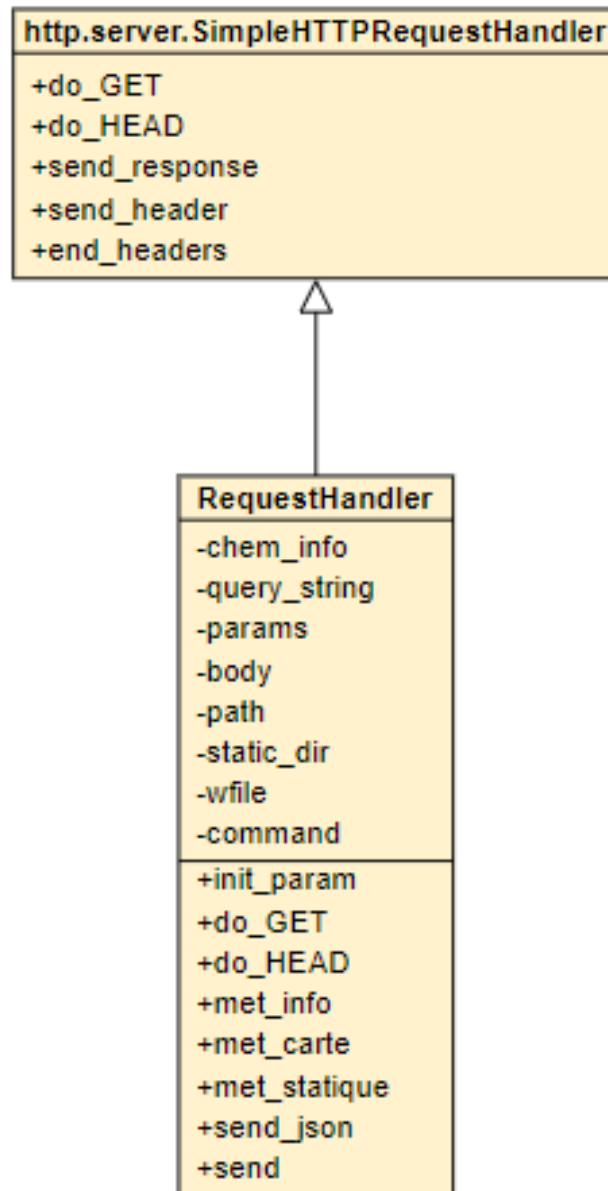 http.server.SimpleHTTPRequestHandler
+do_GET
+do_HEAD
+send_response
+send_header
+end_headers
RequestHandler
-chem_info
-query_string
-params
-body
-path
-static_dir
-wfile
-command
+init_param
+do_GET
+do_HEAD
+met_info
+met_carte
+met_statique
+send_json
+send